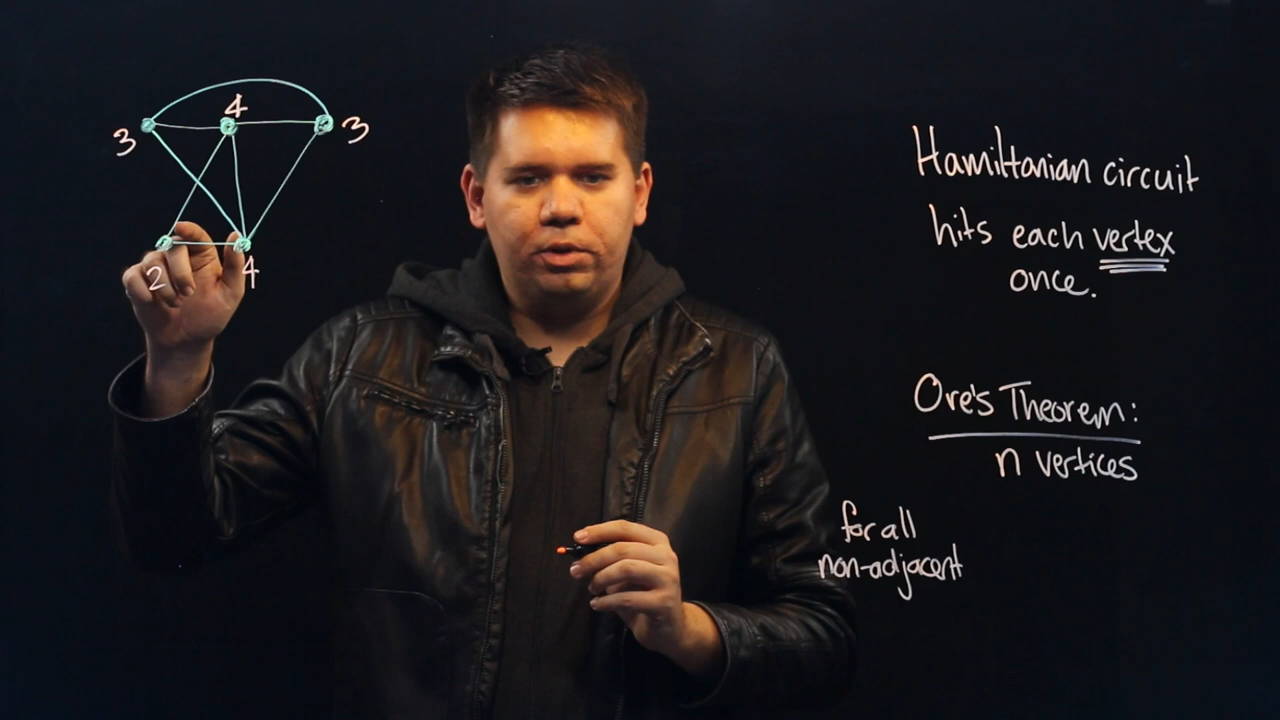 4
3
3
2
4
Hamiltonian circuit
hits each vertex
once.
Ore's Theorem:
n vertices
for all
non-adjacent